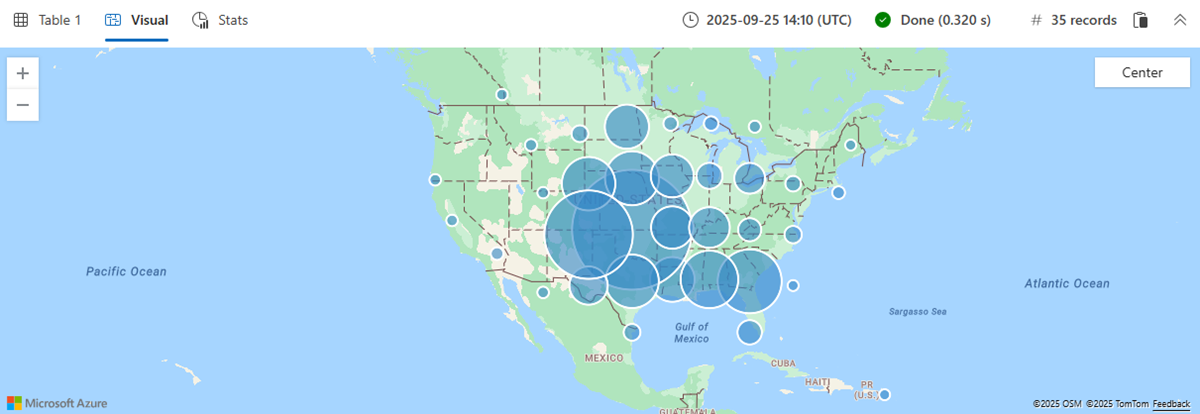 Table 1
Visual
Stats
2025-09-25 14:10 (UTC)
Done (0.320 s)
# 35 records
+
Center
−
STATES
Pacific Ocean
Atlantic Ocean
Sargasso Sea
Gulf of
Mexico
MEXICO
CUBA
HAITI
PR
(U.S.)
GUATEMALA
Microsoft Azure
©2025 OSM ©2025 TomTom Feedback